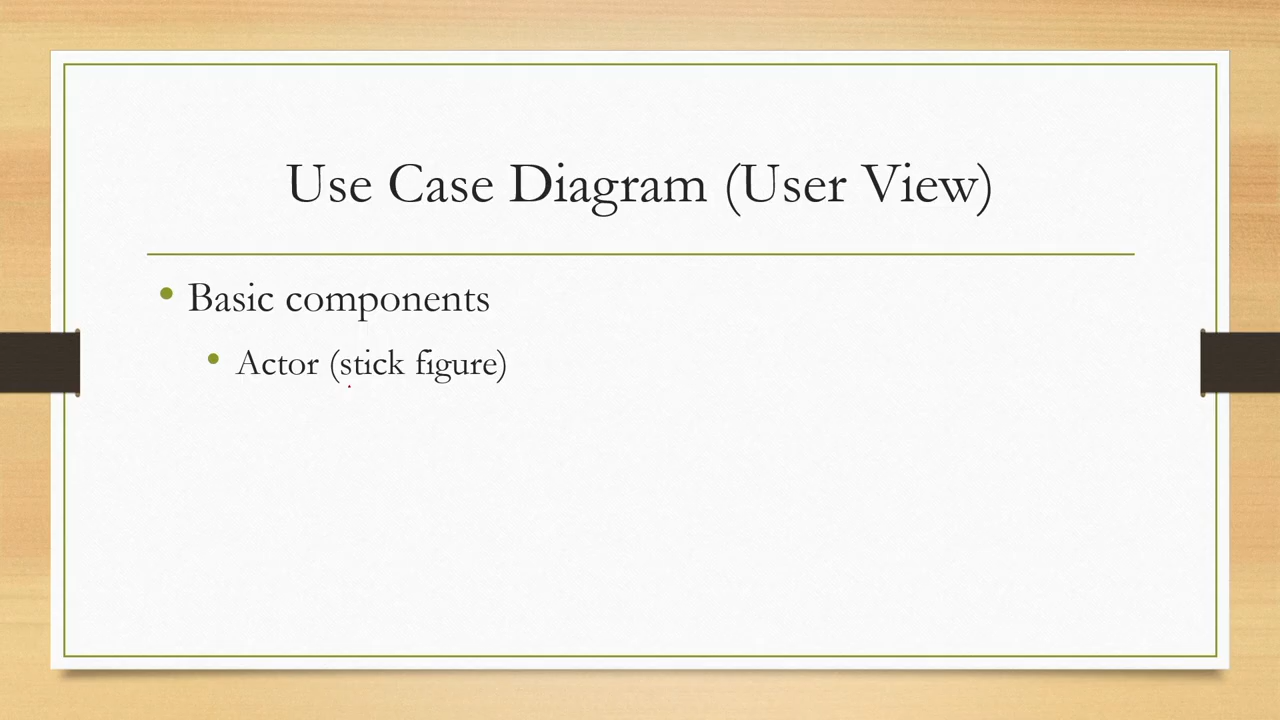 Use Case Diagram (User View)
• Basic components
• Actor (stick figure)